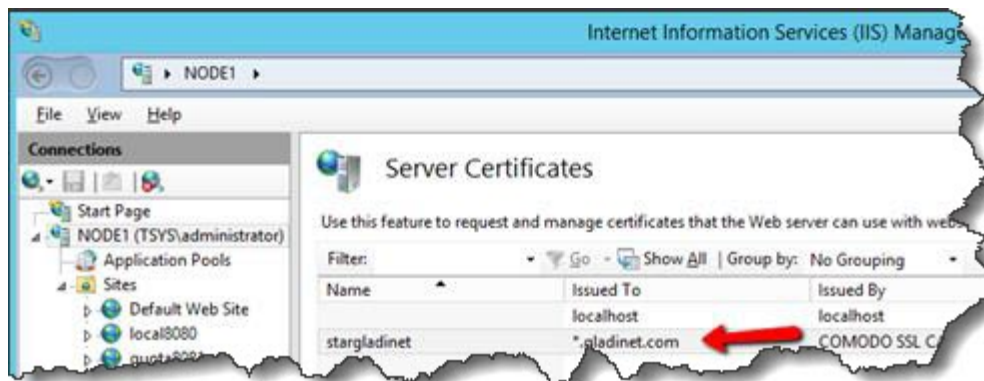 Internet Information Services (IIS) Manage
NODE1
File View Help
Connections
Start Page
NODE1 (TSYS\administrator)
Application Pools
Sites
Default Web Site
local8080
Server Certificates
Use this feature to request and manage certificates that the Web server can use with webs
Filter: Go Show All Group by: No Grouping
Name Issued To Issued By
localhost localhost
stargladinet *.gladinet.com COMODO SSL C